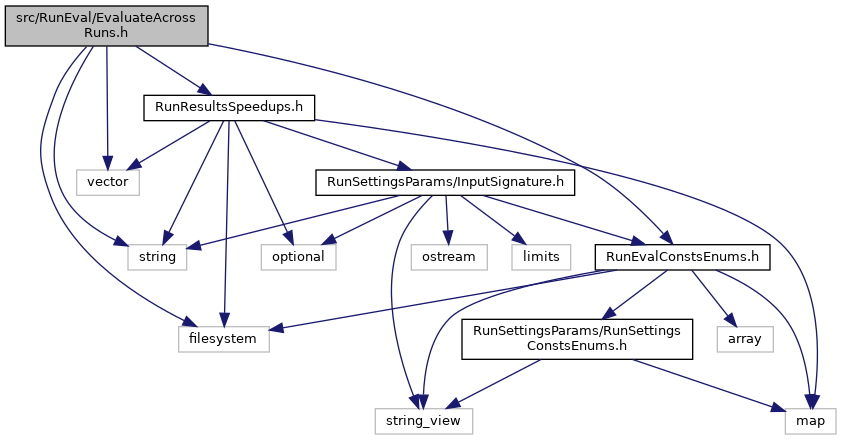 src/RunEval/EvaluateAcross
Runs.h
RunResultsSpeedups.h
vector
RunSettingsParams/InputSignature.h
string
optional
ostream
limits
RunEvalConstsEnums.h
filesystem
RunSettingsParams/RunSettings
ConstsEnums.h
array
string_view
map